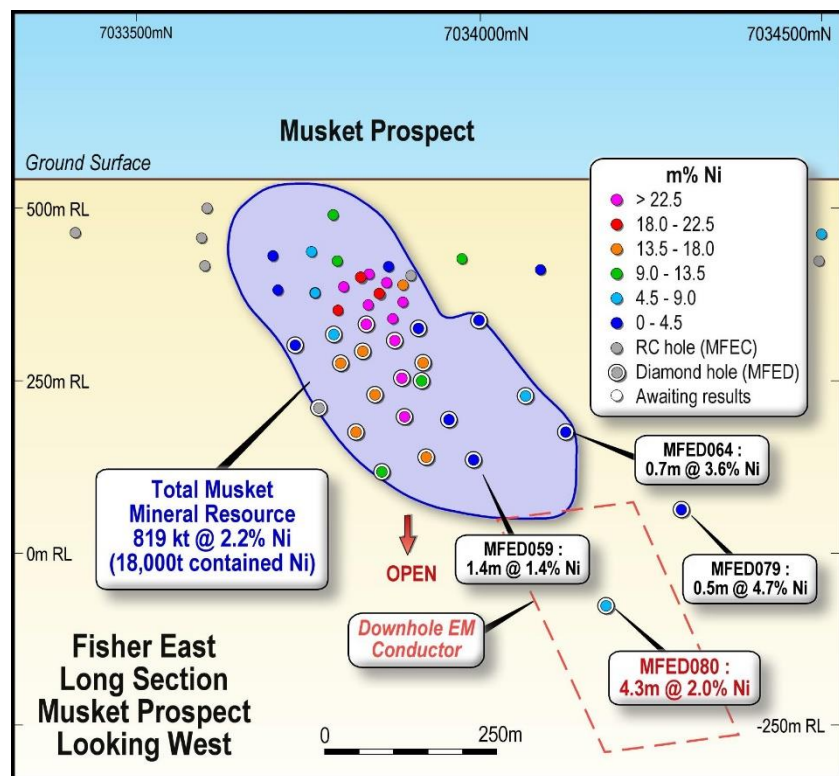 7033500mN
7034000mN
7034500mN
Musket Prospect
Ground Surface
m% Ni
> 22.5
18.0 - 22.5
13.5 - 18.0
9.0 - 13.5
4.5 - 9.0
0 - 4.5
RC hole (MFEC)
Diamond hole (MFED)
Awaiting results
500m RL
250m RL
0m RL
-250m RL
Total Musket
Mineral Resource
819 kt @ 2.2% Ni
(18,000t contained Ni)
OPEN
MFED064 :
0.7m @ 3.6% Ni
MFED059 :
1.4m @ 1.4% Ni
MFED079 :
0.5m @ 4.7% Ni
Downhole EM
Conductor
MFED080 :
4.3m @ 2.0% Ni
Fisher East
Long Section
Musket Prospect
Looking West
0
250m